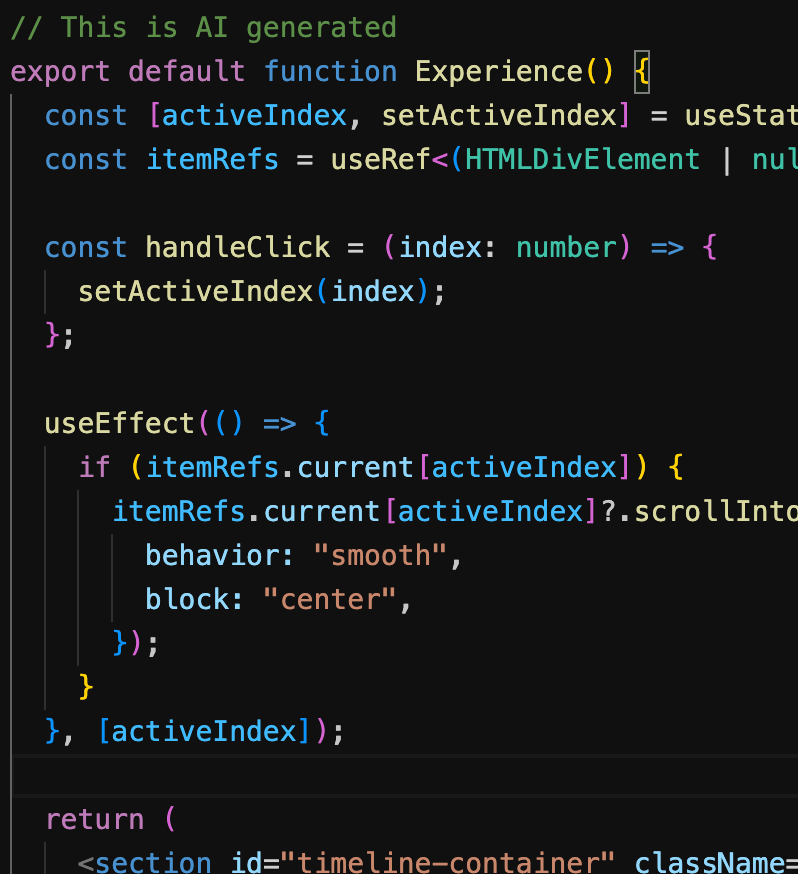 // This is AI generated
export default function Experience() {
const [activeIndex, setActiveIndex] = useStat
const itemRefs = useRef<(HTMLDivElement | nul
const handleClick = (index: number) => {
setActiveIndex(index);
};
useEffect(() => {
if (itemRefs.current[activeIndex]) {
itemRefs.current[activeIndex]?.scrollInto
behavior: "smooth",
block: "center",
});
}
}, [activeIndex]);
return (
<section id="timeline-container" className=